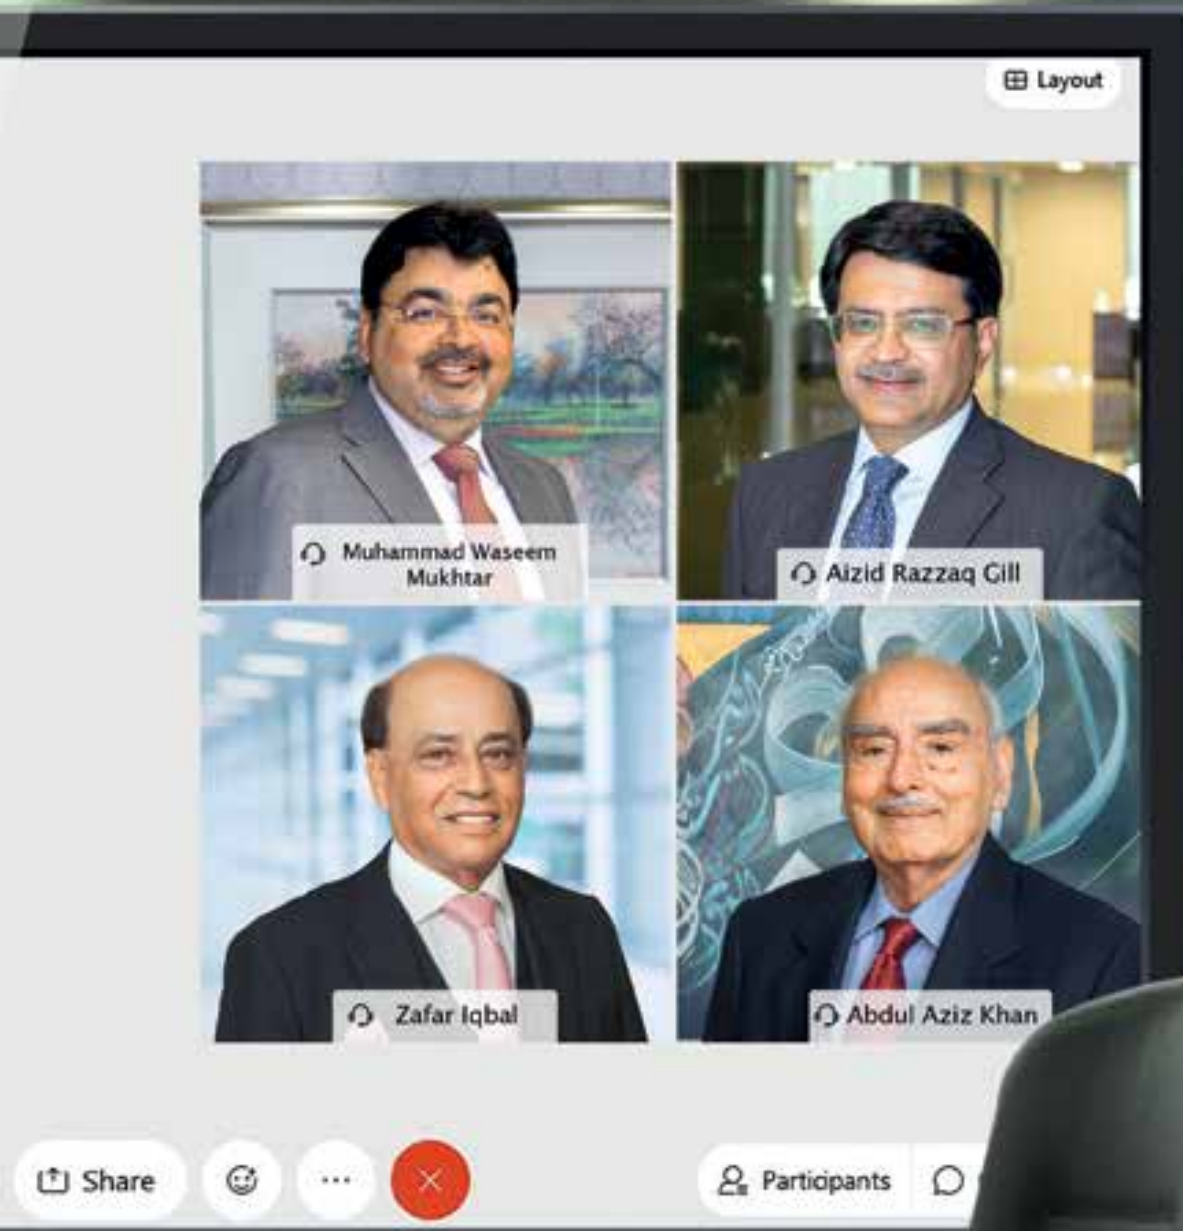 Layout
Muhammad Waseem
Mukhtar
Aizid Razzaq Gill
Zafar Iqbal
Abdul Aziz Khan
Share
Participants